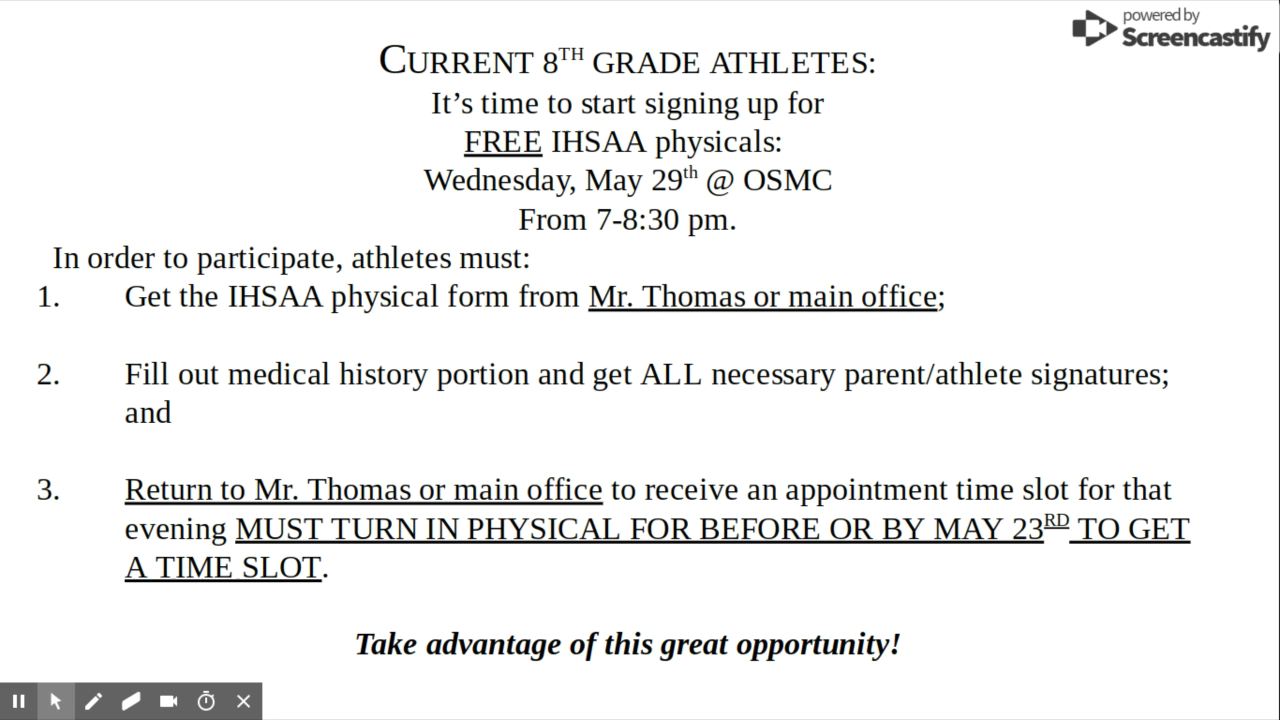 powered by
Screencastify
CURRENT 8TH GRADE ATHLETES:
It's time to start signing up for
FREE IHSAA physicals:
Wednesday, May 29th @ OSMC
From 7-8:30 pm.
In order to participate, athletes must:
1. Get the IHSAA physical form from Mr. Thomas or main office;
2. Fill out medical history portion and get ALL necessary parent/athlete signatures;
and
3. Return to Mr. Thomas or main office to receive an appointment time slot for that
evening MUST TURN IN PHYSICAL FOR BEFORE OR BY MAY 23RD TO GET
A TIME SLOT.
Take advantage of this great opportunity!